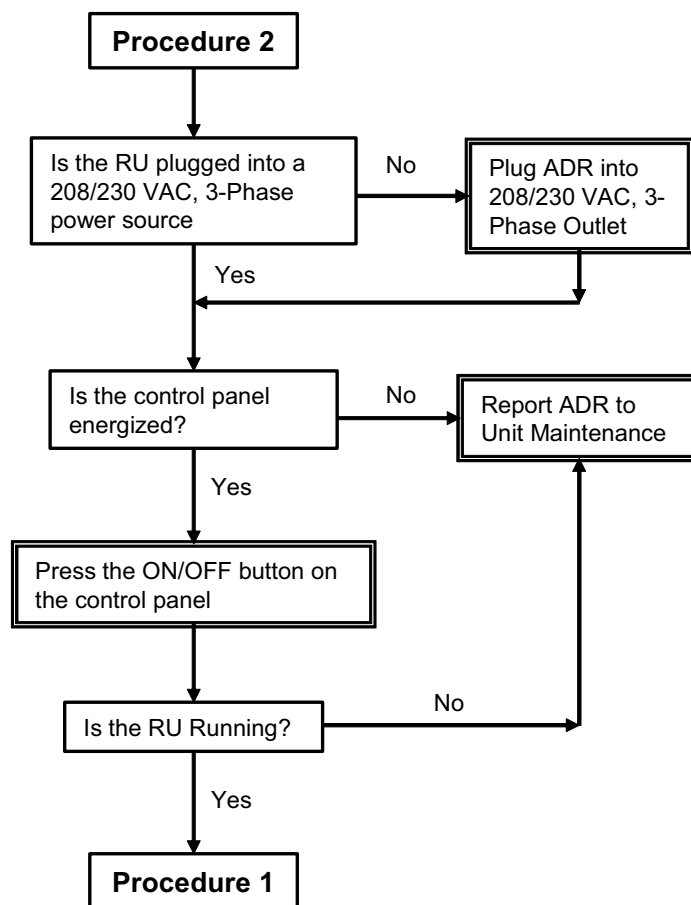 Procedure 2
Is the RU plugged into a
208/230 VAC, 3-Phase
power source
No
Plug ADR into
208/230 VAC, 3-
Phase Outlet
Yes
Is the control panel
energized?
No
Report ADR to
Unit Maintenance
Yes
Press the ON/OFF button on
the control panel
Is the RU Running?
No
Yes
Procedure 1